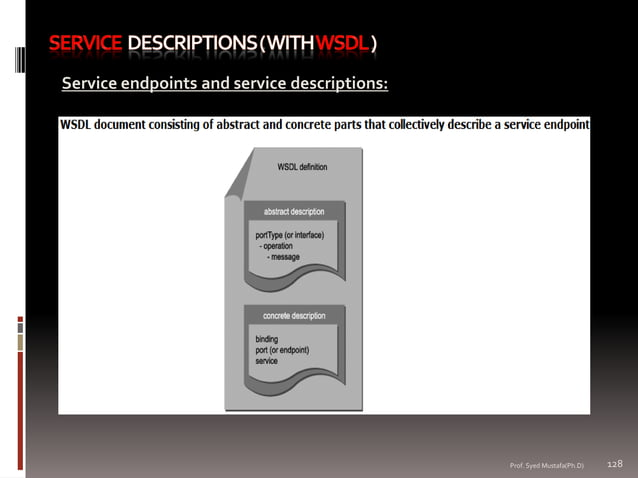 SERVICE DESCRIPTIONS (WITH WSDL )
Service endpoints and service descriptions:
WSDL document consisting of abstract and concrete parts that collectively describe a service endpoint
WSDL definition
abstract description
portType (or interface)
- operation
- message
concrete description
binding
port (or endpoint)
service
Prof. Syed Mustafa(Ph.D)
128